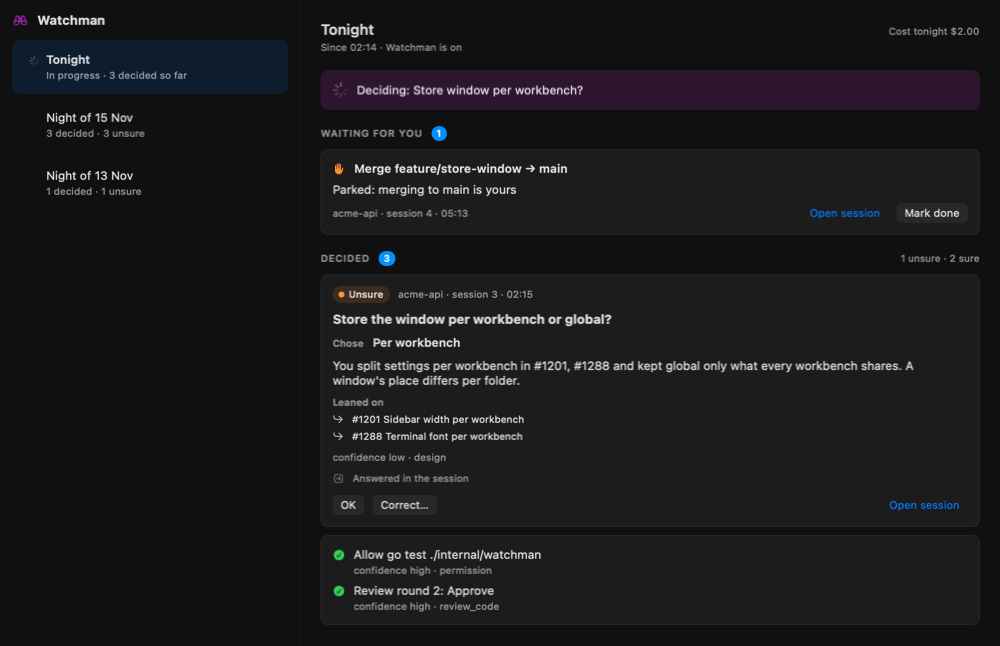 Watchman
Tonight
In progress · 3 decided so far
Night of 15 Nov
3 decided · 3 unsure
Night of 13 Nov
1 decided · 1 unsure
Tonight
Since 02:14 · Watchman is on
Cost tonight $2.00
Deciding: Store window per workbench?
WAITING FOR YOU 1
Merge feature/store-window → main
Parked: merging to main is yours
acme-api · session 4 · 05:13
Open session
Mark done
DECIDED 3
1 unsure · 2 sure
Unsure
acme-api · session 3 · 02:15
Store the window per workbench or global?
Chose Per workbench
You split settings per workbench in #1201, #1288 and kept global only what every workbench shares. A
window's place differs per folder.
Leaned on
#1201 Sidebar width per workbench
#1288 Terminal font per workbench
confidence low · design
Answered in the session
OK
Correct...
Open session
Allow go test ./internal/watchman
confidence high · permission
Review round 2: Approve
confidence high · review_code